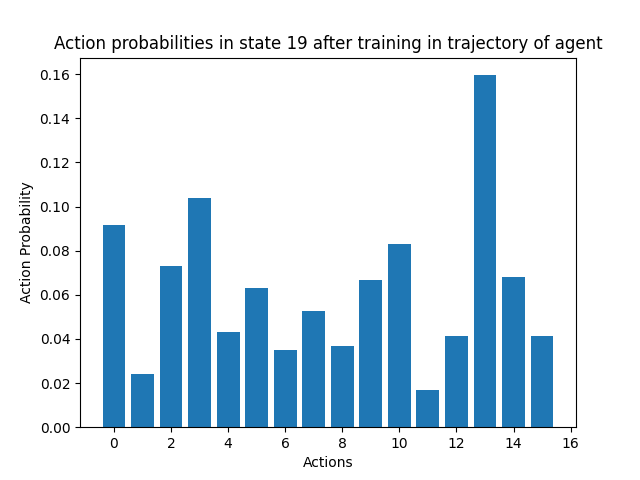 Action probabilities in state 19 after training in trajectory of agent
0.16
0.14
0.12
0.10
0.08
0.06
0.04
0.02
0.00
Action Probability
0 2 4 6 8 10 12 14 16
Actions